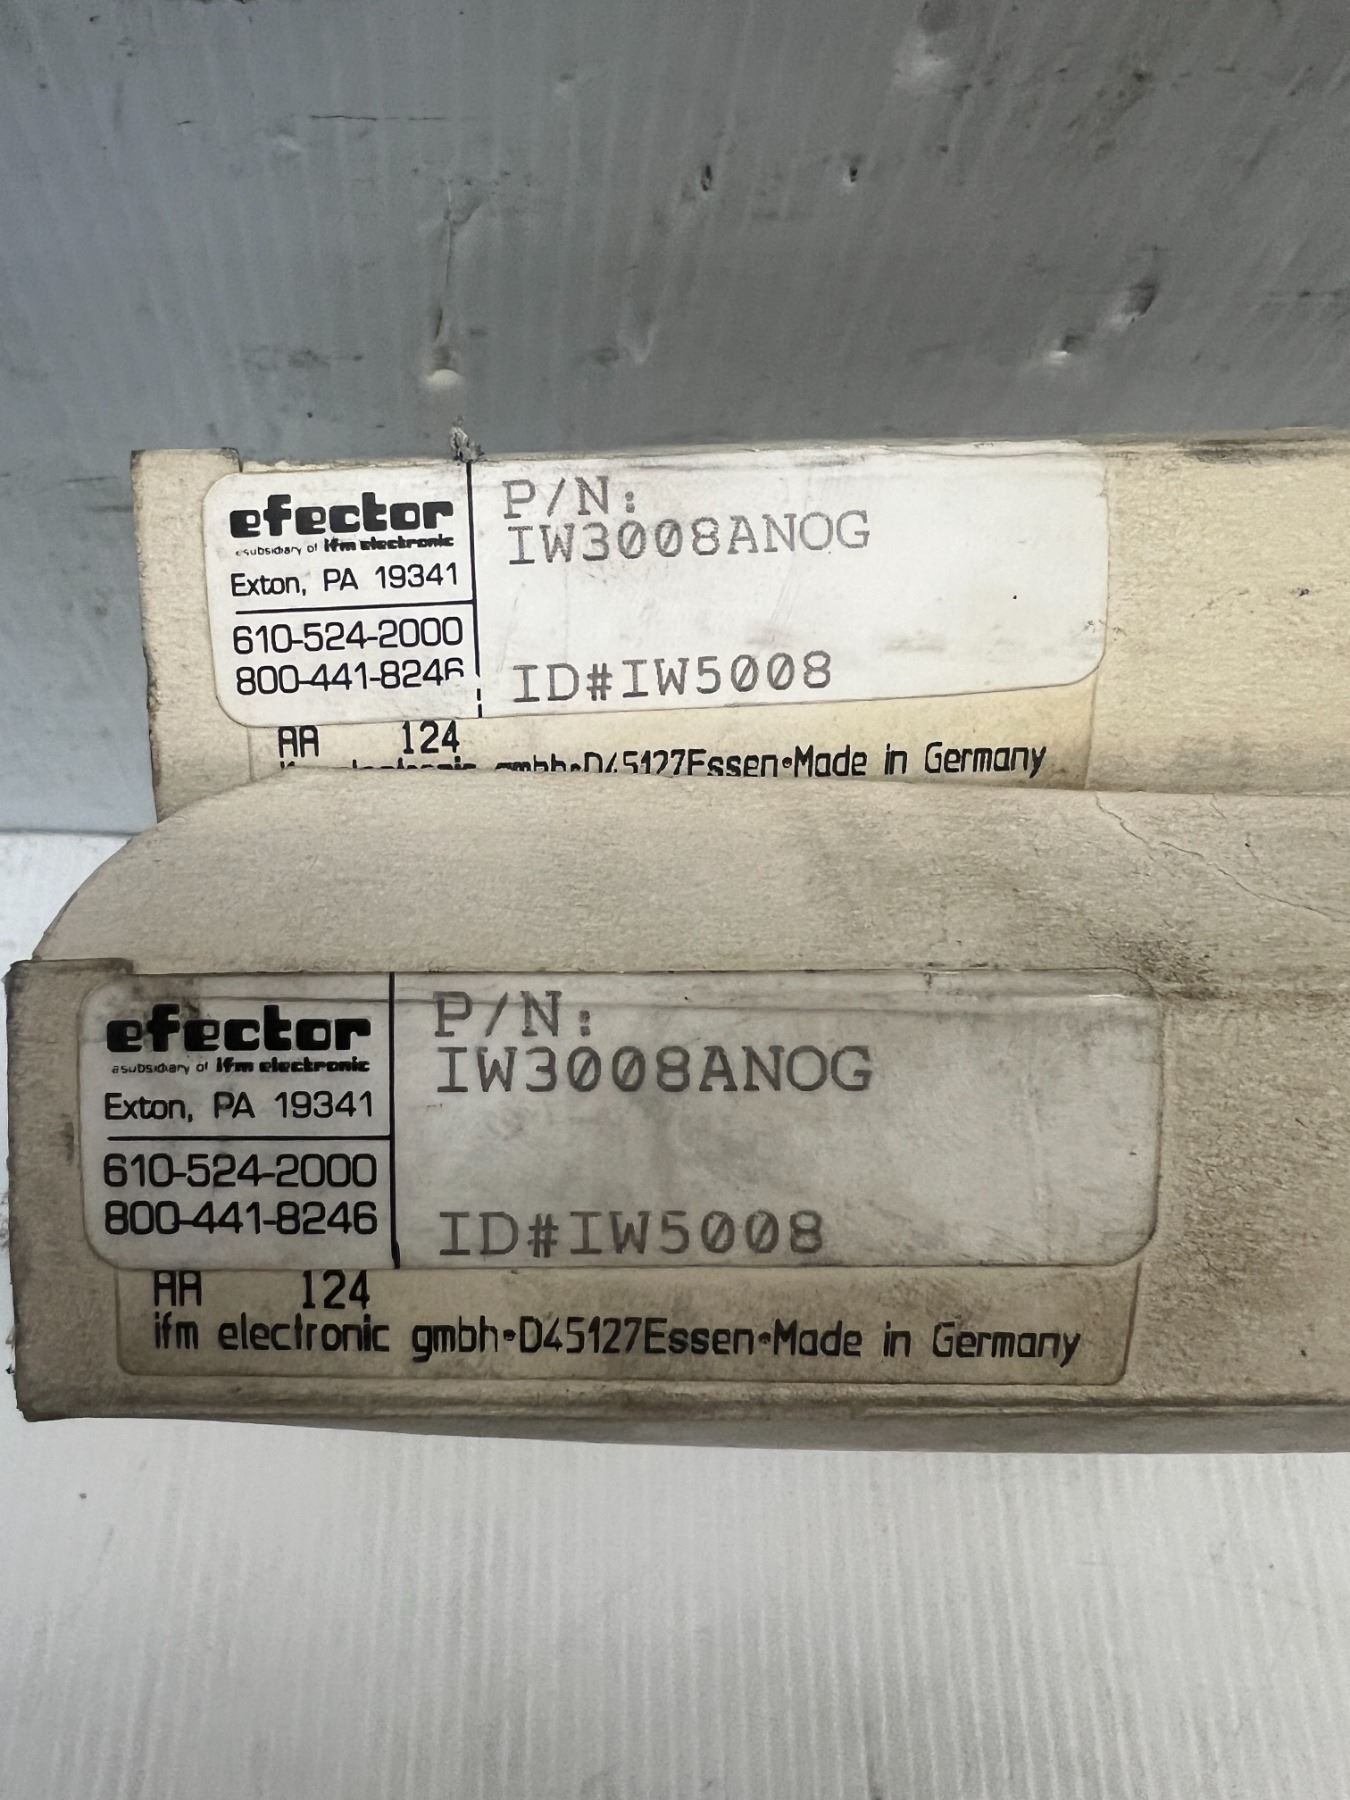 efector
a subsidiary of ifm electronic
Exton, PA 19341
610-524-2000
800-441-8246
P/N:
IW3008ANOG
ID#IW5008
AA 124
gmbh•D45127Essen•Made in Germany
efector
a subsidiary of ifm electronic
Exton, PA 19341
610-524-2000
800-441-8246
P/N:
IW3008ANOG
ID#IW5008
AA 124
ifm electronic gmbh•D45127Essen•Made in Germany